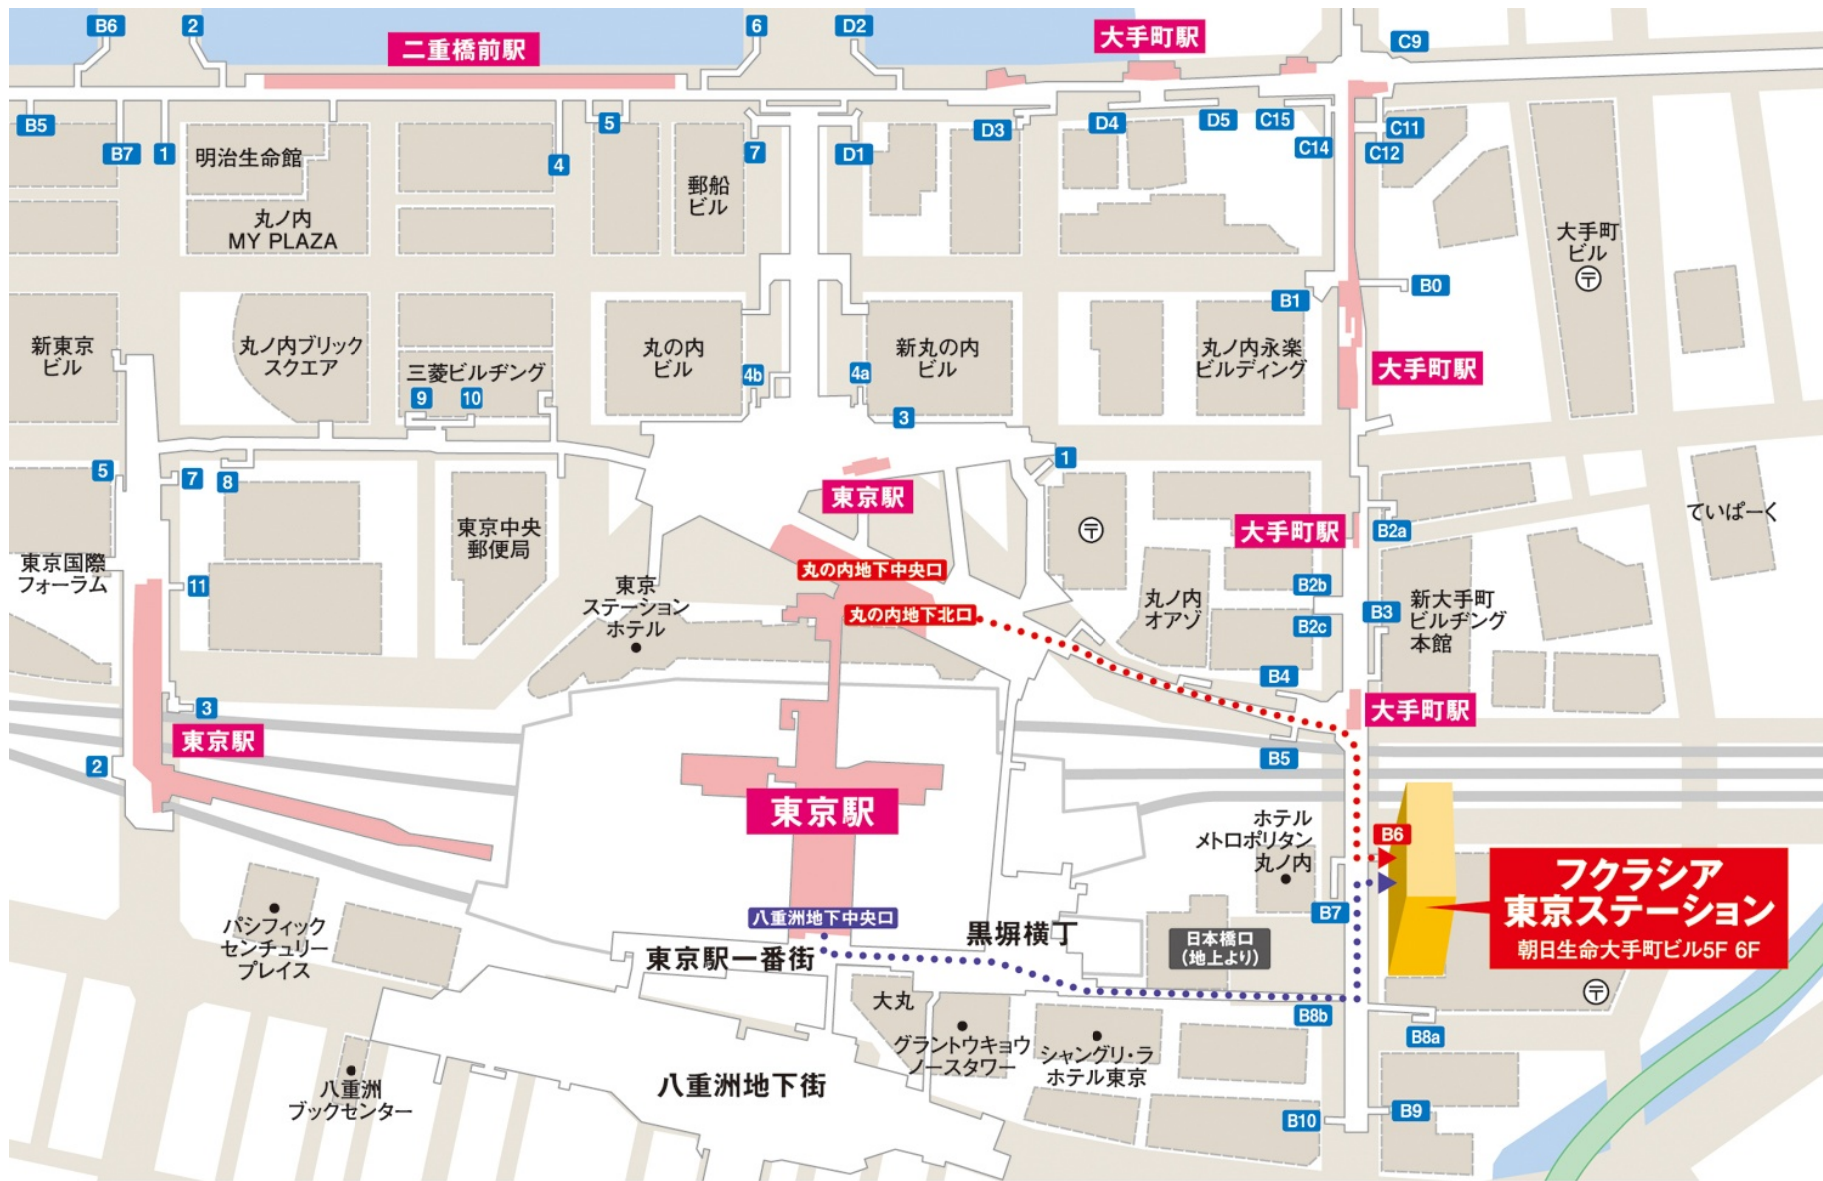 B6
2
二重橋前駅
6
D2
大手町駅
C9
B5
B7
1
明治生命館
丸ノ内
MY PLAZA
4
5
郵船
ビル
7
D1
D3
D4
D5
C15
C14
C11
C12
大手町
ビル
〒
B0
B1
新東京
ビル
丸ノ内ブリック
スクエア
三菱ビルヂング
9
10
丸の内
ビル
4b
4a
新丸の内
ビル
3
丸ノ内永楽
ビルディング
大手町駅
5
7
8
東京国際
フォーラム
11
東京中央
郵便局
東京駅
1
〒
大手町駅
B2a
ていぱーく
丸の内地下中央口
丸の内地下北口
東京
ステーション
ホテル
丸ノ内
オアゾ
B2b
B2c
B3
新大手町
ビルヂング
本館
B4
大手町駅
3
東京駅
2
B5
東京駅
ホテル
メトロポリタン
丸ノ内
B6
フクラシア
東京ステーション
朝日生命大手町ビル5F 6F
B7
パシフィック
センチュリー
プレイス
八重洲地下中央口
東京駅一番街
黒塀横丁
日本橋口
(地上より)
〒
大丸
グラントウキョウ
ノースタワー
シャングリ・ラ
ホテル東京
B8b
B8a
八重洲
ブックセンター
八重洲地下街
B10
B9